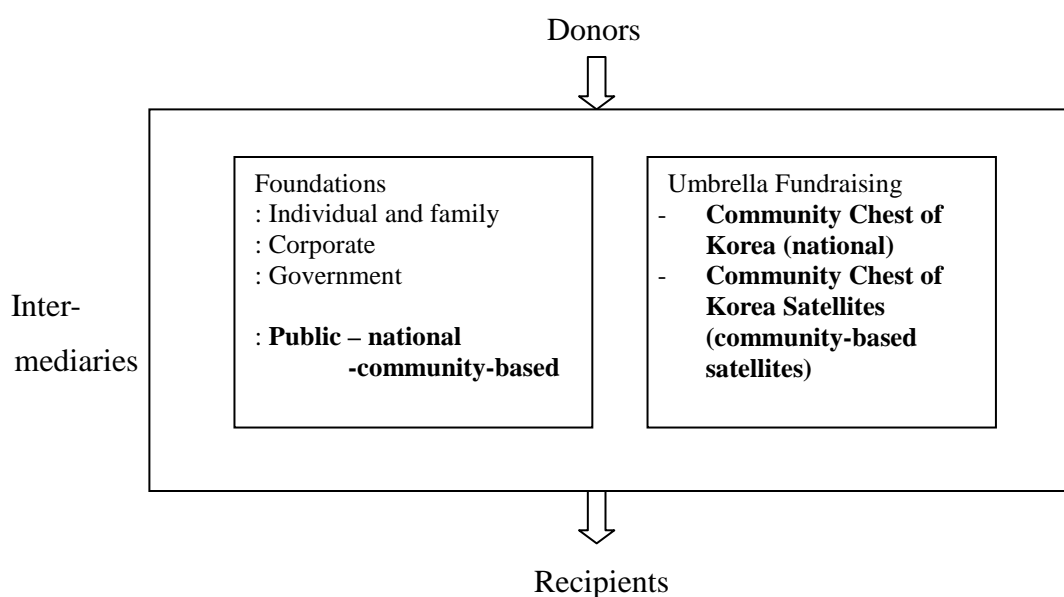 Donors
Foundations
: Individual and family
: Corporate
: Government
: Public – national
-community-based
Umbrella Fundraising
- Community Chest of
Korea (national)
- Community Chest of
Korea Satellites
(community-based
satellites)
Inter-
mediaries
Recipients